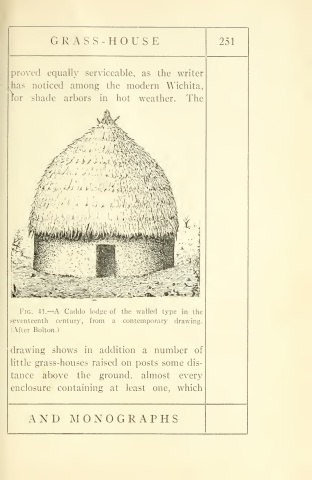 GRASS-HOUSE 251
proved equally serviceable, as the writer
has noticed among the modern Wichita,
for shade arbors in hot weather. The
FIG. 41.—A Caddo lodge of the walled type in the
seventeenth century, from a contemporary drawing.
(After Bolton)
drawing shows in addition a number of
little grass-houses raised on posts some dis-
tance above the ground, almost every
enclosure containing at least one, which
AND MONOGRAPHS